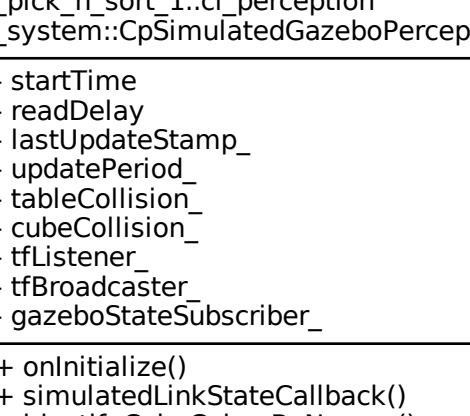 _pick_n_sort_1::cl_perception
_system::CpSimulatedGazeboPercep
- startTime
- readDelay
- lastUpdateStamp_
- updatePeriod_
- tableCollision_
- cubeCollision_
- tfListener_
- tfBroadcaster_
- gazeboStateSubscriber_
+ onInitialize()
+ simulatedLinkStateCallback()